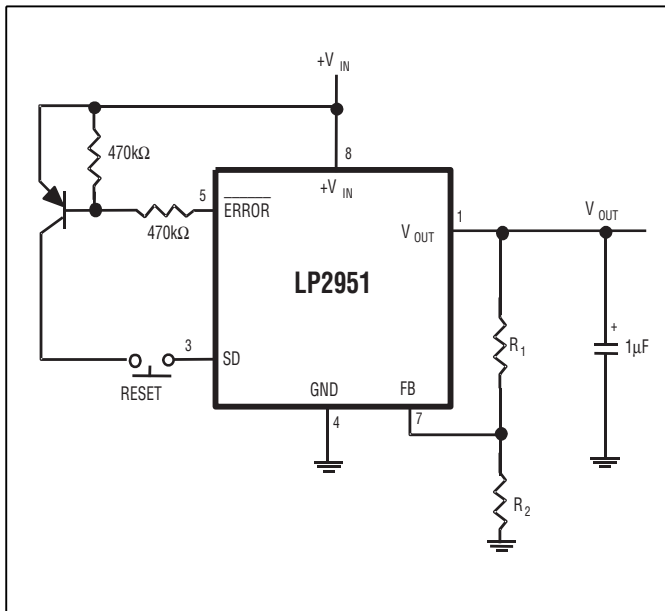 +V IN
8
470kΩ
5
+V IN
ERROR
470kΩ
1
V OUT
V OUT
LP2951
3
SD
RESET
GND
FB
4
7
R1
R2
+
1µF